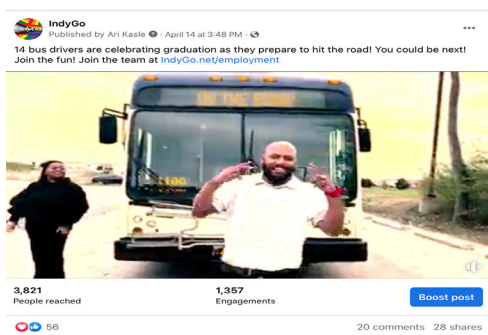 IndyGo
Published by Ari Kasle · April 14 at 3:48 PM ·
14 bus drivers are celebrating graduation as they prepare to hit the road! You could be next!
Join the fun! Join the team at IndyGo.net/employment
1100
3,821
1,357
People reached
Engagements
Boost post
56
20 comments 28 shares